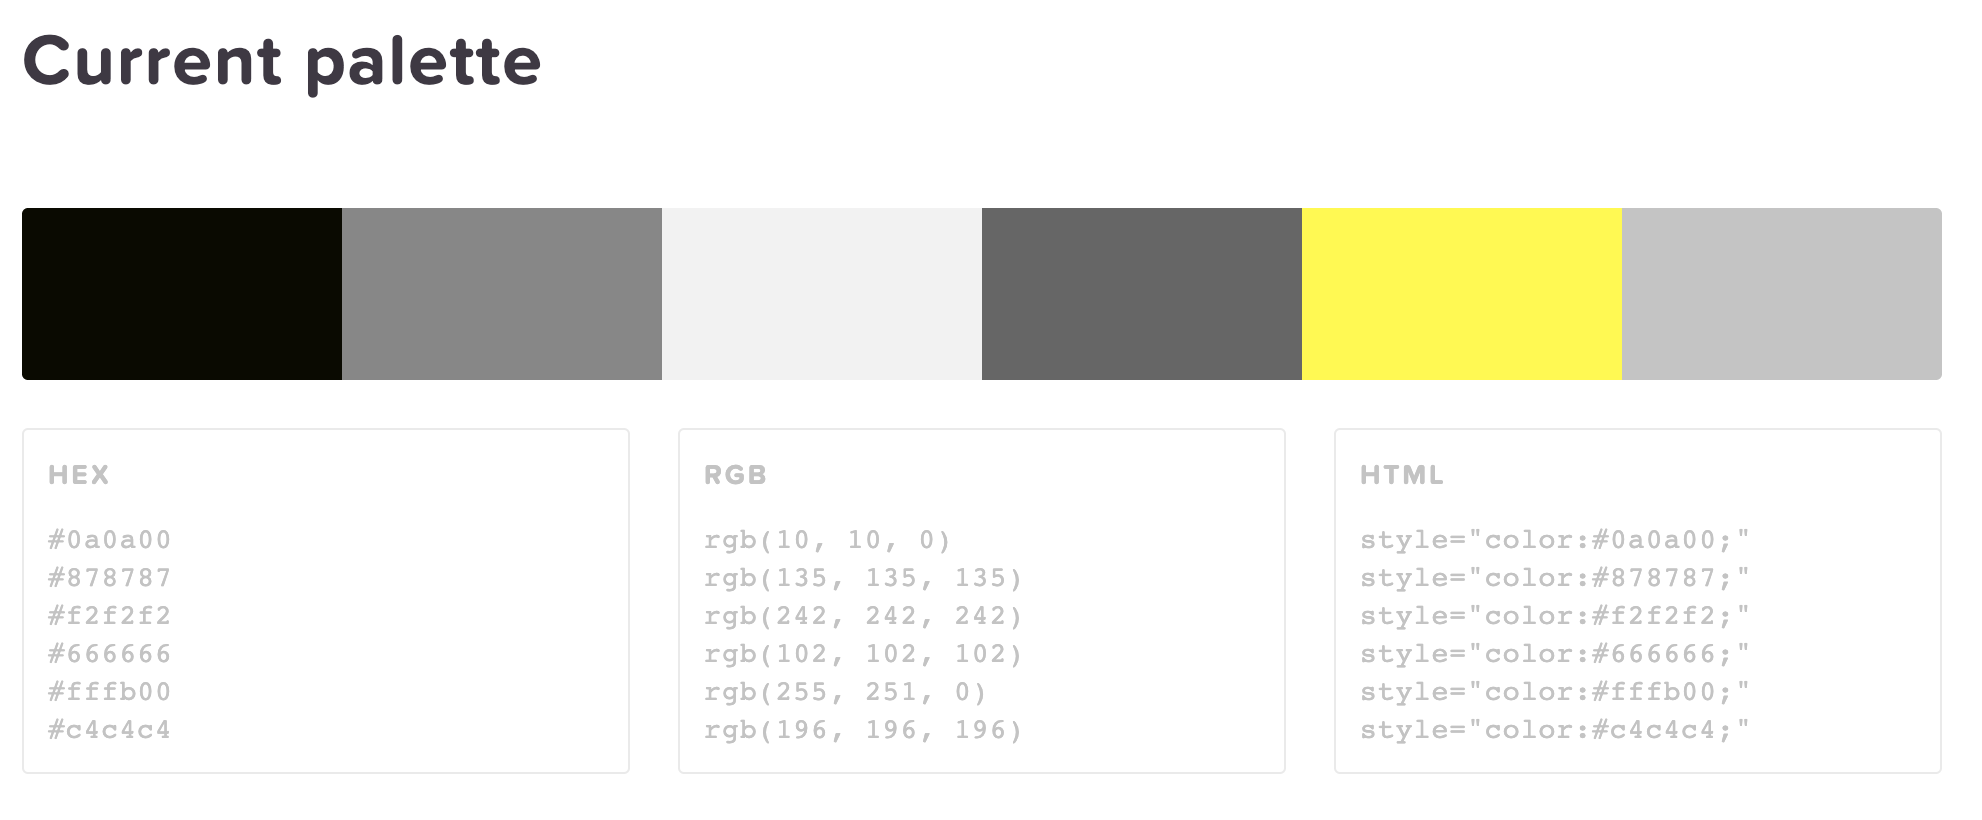 Current palette
HEX
#0a0a00
#878787
#f2f2f2
#666666
#fffb00
#c4c4c4
RGB
rgb(10, 10, 0)
rgb(135, 135, 135)
rgb(242, 242, 242)
rgb(102, 102, 102)
rgb(255, 251, 0)
rgb(196, 196, 196)
HTML
style="color:#0a0a00;"
style="color:#878787;"
style="color:#f2f2f2;"
style="color:#666666;"
style="color:#fffb00;"
style="color:#c4c4c4;"